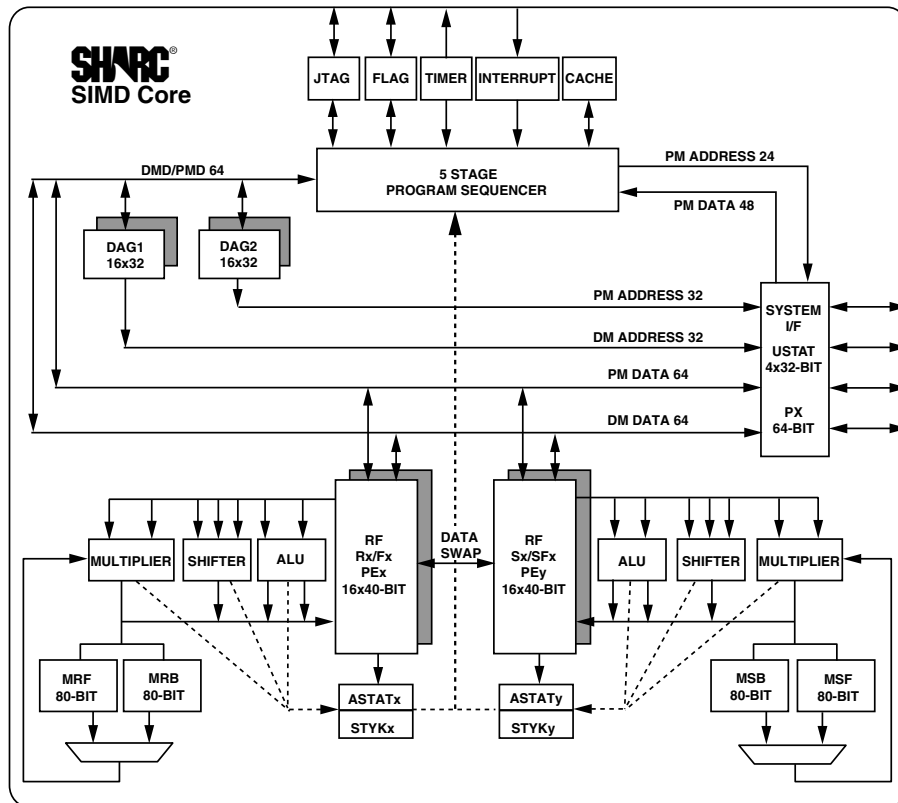 SHARC®
SIMD Core
JTAG
FLAG
TIMER
INTERRUPT
CACHE
5 STAGE
PROGRAM SEQUENCER
PM ADDRESS 24
PM DATA 48
DMD/PMD 64
DAG1
16x32
DAG2
16x32
PM ADDRESS 32
DM ADDRESS 32
PM DATA 64
DM DATA 64
SYSTEM
I/F
USTAT
4x32-BIT
PX
64-BIT
MULTIPLIER
SHIFTER
ALU
RF
Rx/Fx
PEx
16x40-BIT
DATA
SWAP
RF
Sx/SFx
PEy
16x40-BIT
ALU
SHIFTER
MULTIPLIER
MRF
80-BIT
MRB
80-BIT
ASTATx
STYKx
ASTATy
STYKy
MSB
80-BIT
MSF
80-BIT